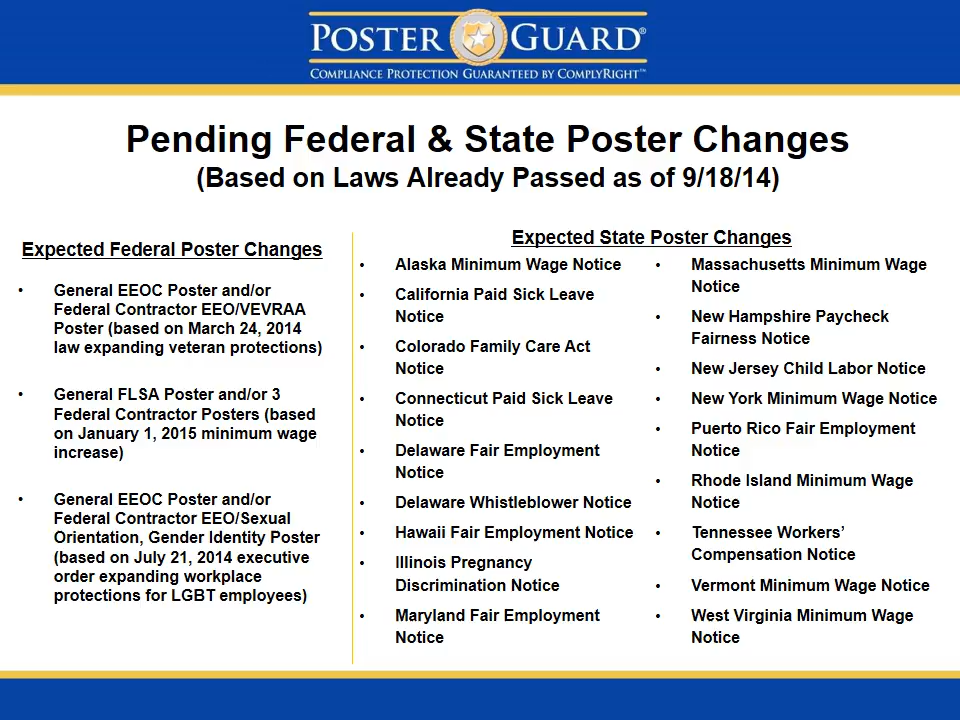 POSTER GUARD®
COMPLIANCE PROTECTION GUARANTEED BY COMPLYRIGHT™
Pending Federal & State Poster Changes
(Based on Laws Already Passed as of 9/18/14)
Expected Federal Poster Changes
• General EEOC Poster and/or
Federal Contractor EEO/VEVRAA
Poster (based on March 24, 2014
law expanding veteran protections)
• General FLSA Poster and/or 3
Federal Contractor Posters (based
on January 1, 2015 minimum wage
increase)
• General EEOC Poster and/or
Federal Contractor EEO/Sexual
Orientation, Gender Identity Poster
(based on July 21, 2014 executive
order expanding workplace
protections for LGBT employees)
Expected State Poster Changes
• Alaska Minimum Wage Notice
• California Paid Sick Leave
Notice
• Colorado Family Care Act
Notice
• Connecticut Paid Sick Leave
Notice
• Delaware Fair Employment
Notice
• Delaware Whistleblower Notice
• Hawaii Fair Employment Notice
• Illinois Pregnancy
Discrimination Notice
• Maryland Fair Employment
Notice
• Massachusetts Minimum Wage
Notice
• New Hampshire Paycheck
Fairness Notice
• New Jersey Child Labor Notice
• New York Minimum Wage Notice
• Puerto Rico Fair Employment
Notice
• Rhode Island Minimum Wage
Notice
• Tennessee Workers’
Compensation Notice
• Vermont Minimum Wage Notice
• West Virginia Minimum Wage
Notice